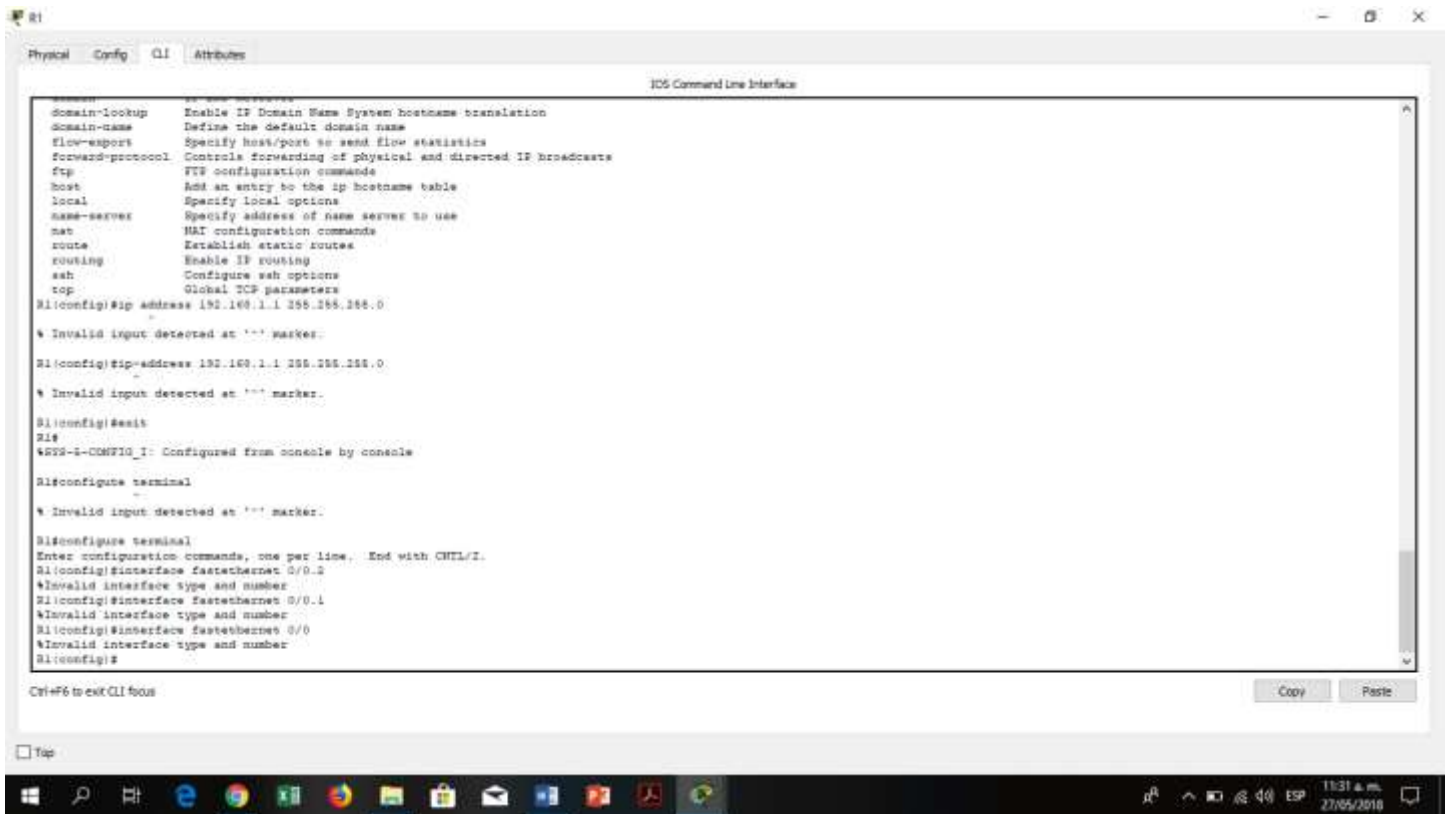 R1
Physical Config CLI Attributes
IOS Command Line Interface
domain-lookup Enable IP Domain Name System hostname translation
domain-name Define the default domain name
flow-export Specify host/port to send flow statistics
forward-protocol Controls forwarding of physical and directed IP broadcasts
ftp FTP configuration commands
host Add an entry to the ip hostname table
local Specify local options
name-server Specify address of name server to use
nat NAT configuration commands
route Establish static routes
routing Enable IP routing
ssh Configure ssh options
tcp Global TCP parameters
R1(config)#ip address 192.168.1.1 255.255.255.0
^
% Invalid input detected at '^' marker.
R1(config)#ip-address 192.168.1.1 255.255.255.0
^
% Invalid input detected at '^' marker.
R1(config)#exit
R1#
%SYS-5-CONFIG_I: Configured from console by console
R1#configute terminal
^
% Invalid input detected at '^' marker.
R1#configure terminal
Enter configuration commands, one per line. End with CNTL/Z.
R1(config)#interface fastethernet 0/0.2
%Invalid interface type and number
R1(config)#interface fastethernet 0/0.1
%Invalid interface type and number
R1(config)#interface fastethernet 0/0
%Invalid interface type and number
R1(config)#
Ctrl+F6 to exit CLI focus
Copy Paste
Top
ESP
11:31 a. m.
27/05/2018